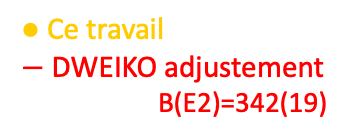 ● Ce travail
— DWEIKO adjustement
B(E2)=342(19)